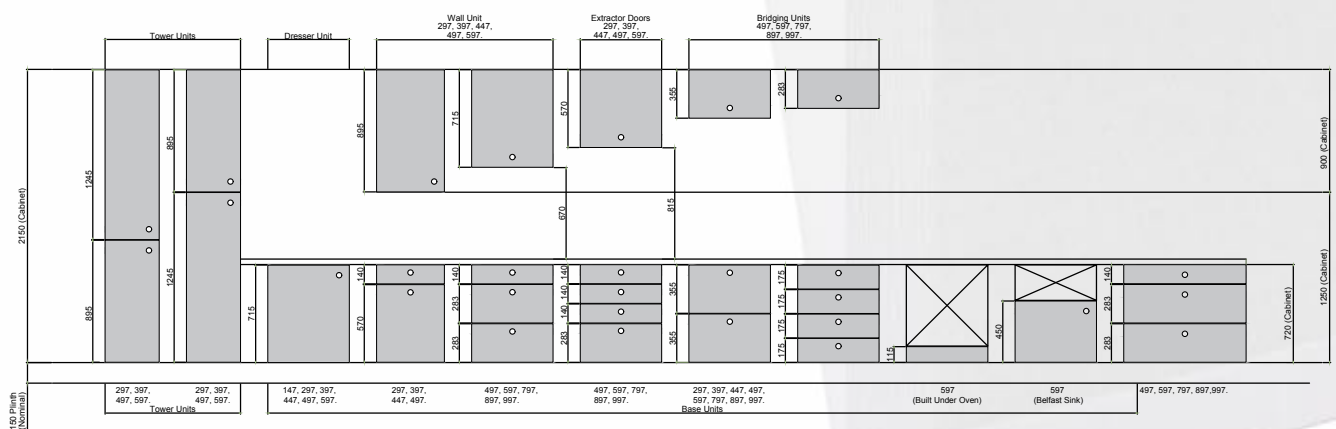 Wall Unit
297, 397, 447,
497, 597.
Extractor Doors
297, 397,
447, 497, 597.
Bridging Units
497, 597, 797,
897, 997.
Tower Units
Dresser Unit
2150 (Cabinet)
1245
895
895
1245
895
715
570
355
283
670
815
900 (Cabinet)
1250 (Cabinet)
720 (Cabinet)
715
140
570
140
283
283
140
140
140
283
355
355
175
175
175
175
115
450
140
283
283
150 Plinth
(Nominal)
297, 397,
497, 597.
297, 397,
497, 597.
Tower Units
147, 297, 397,
447, 497, 597.
297, 397,
447, 497.
497, 597, 797,
897, 997.
497, 597, 797,
897, 997.
297, 397, 447, 497,
597, 797, 897, 997.
597
(Built Under Oven)
597
(Belfast Sink)
497, 597, 797, 897,997.
Base Units